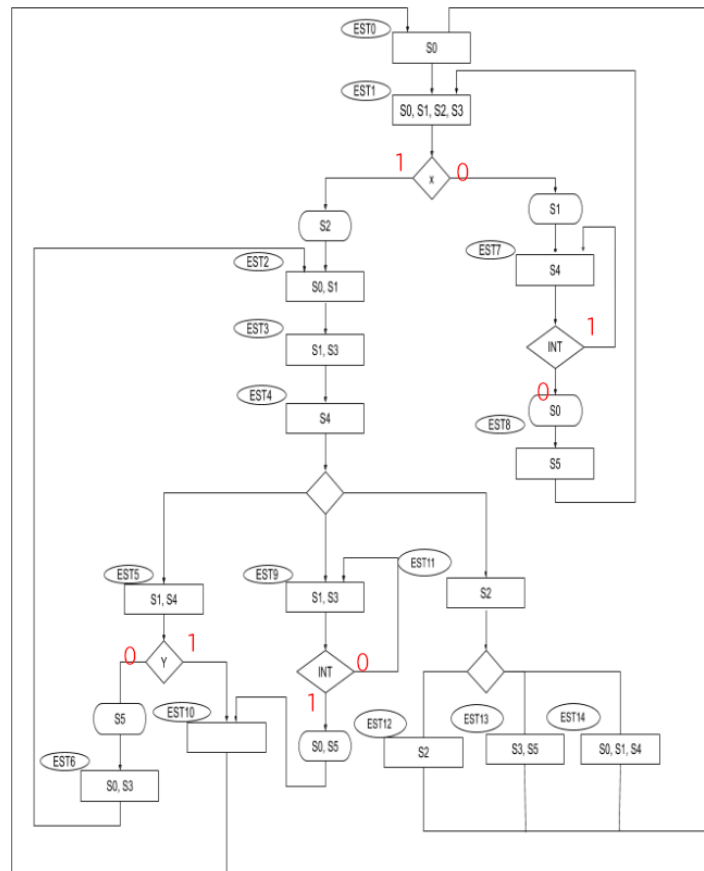 EST0
S0
EST1
S0, S1, S2, S3
1
X
0
S2
S1
EST2
S0, S1
EST7
S4
EST3
S1, S3
INT
1
EST4
S4
0
S0
EST8
S5
EST5
S1, S4
EST9
S1, S3
EST11
S2
0
Y
1
INT
0
1
S5
EST10
S0, S5
EST12
S2
EST13
S3, S5
EST14
S0, S1, S4
EST6
S0, S3